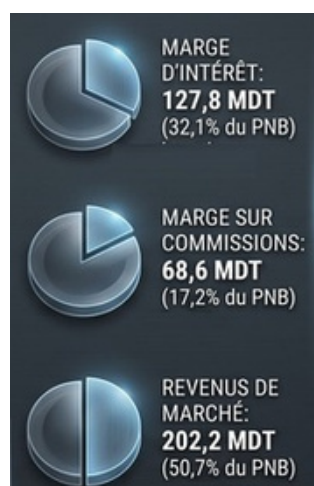 MARGE
D'INTÉRÊT:
127,8 MDT
(32,1% du PNB)
MARGE SUR
COMMISSIONS:
68,6 MDT
(17,2% du PNB)
REVENUS DE
MARCHÉ:
202,2 MDT
(50,7% du PNB)